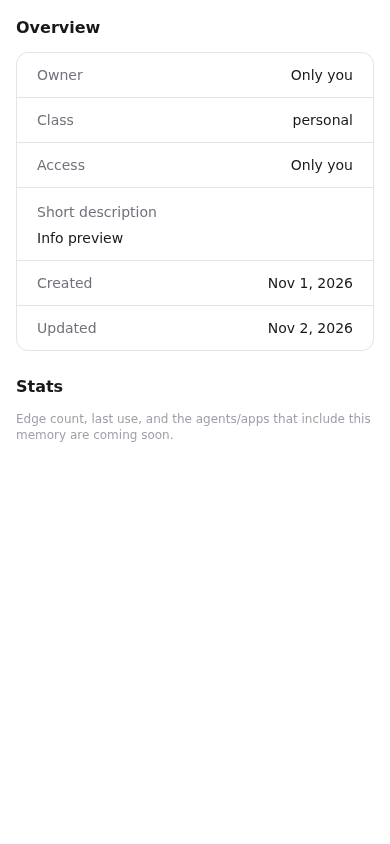 Overview
Owner Only you
Class personal
Access Only you
Short description
Info preview
Created Nov 1, 2026
Updated Nov 2, 2026
Stats
Edge count, last use, and the agents/apps that include this
memory are coming soon.